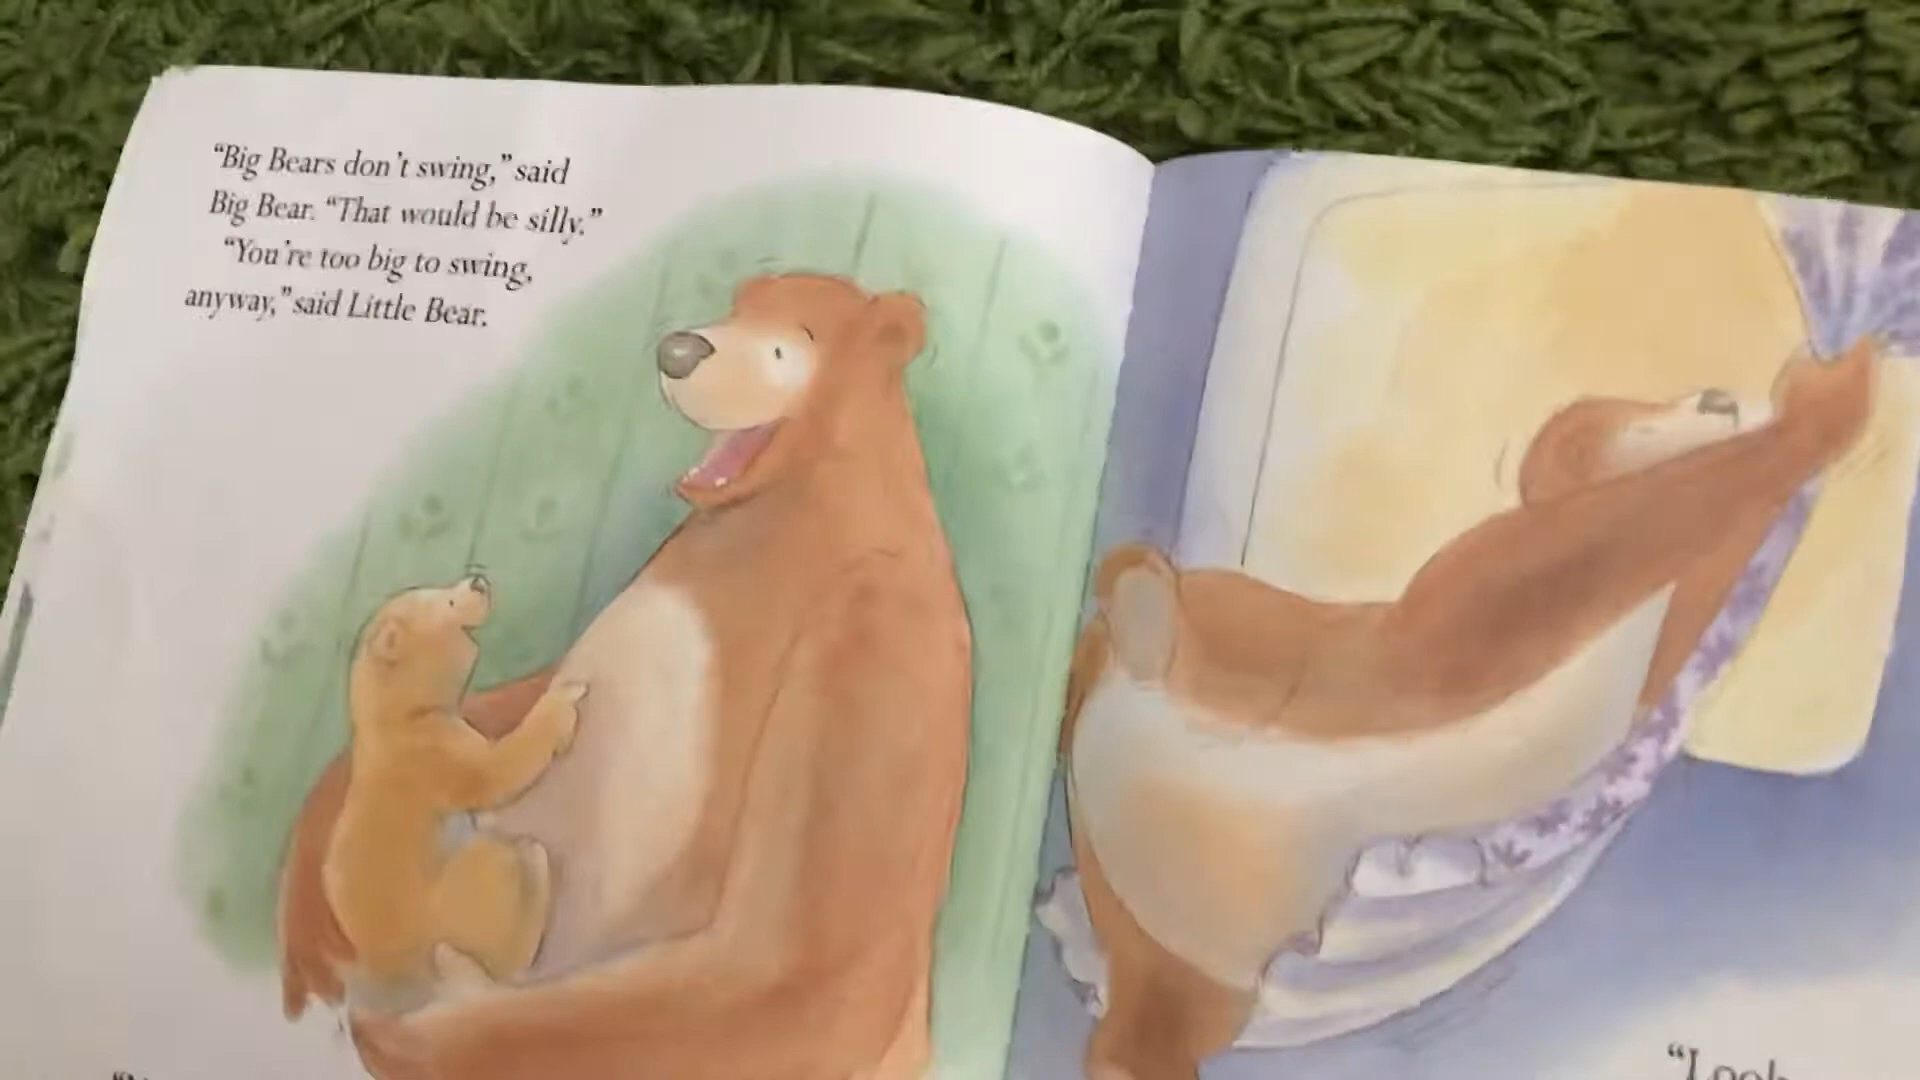 “Big Bears don’t swing,” said
Big Bear. “That would be silly.”
“You’re too big to swing,
anyway,” said Little Bear.
“Look